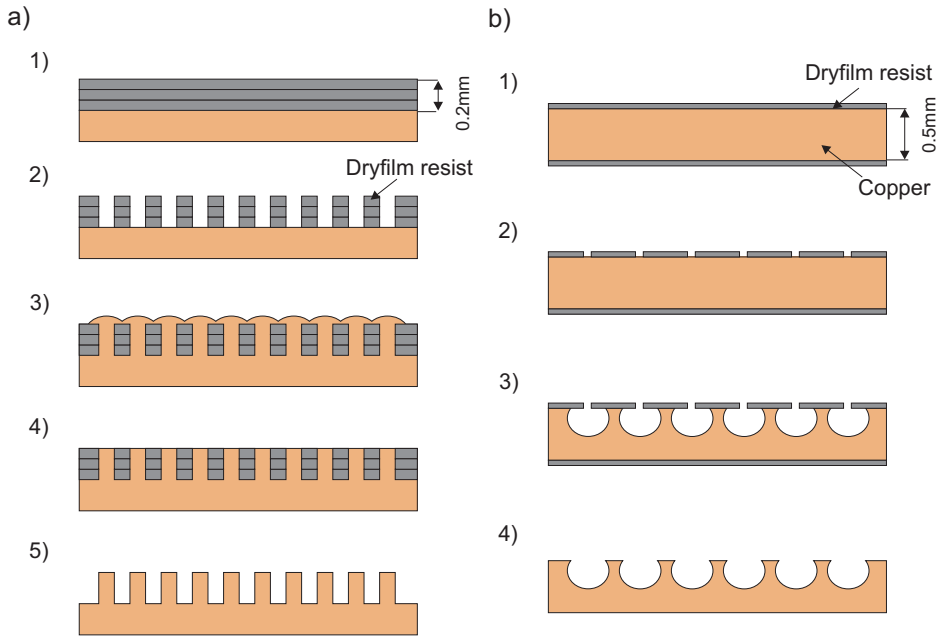 a)
1)
0.2mm
2)
Dryfilm resist
3)
4)
5)
b)
1)
Dryfilm resist
0.5mm
Copper
2)
3)
4)